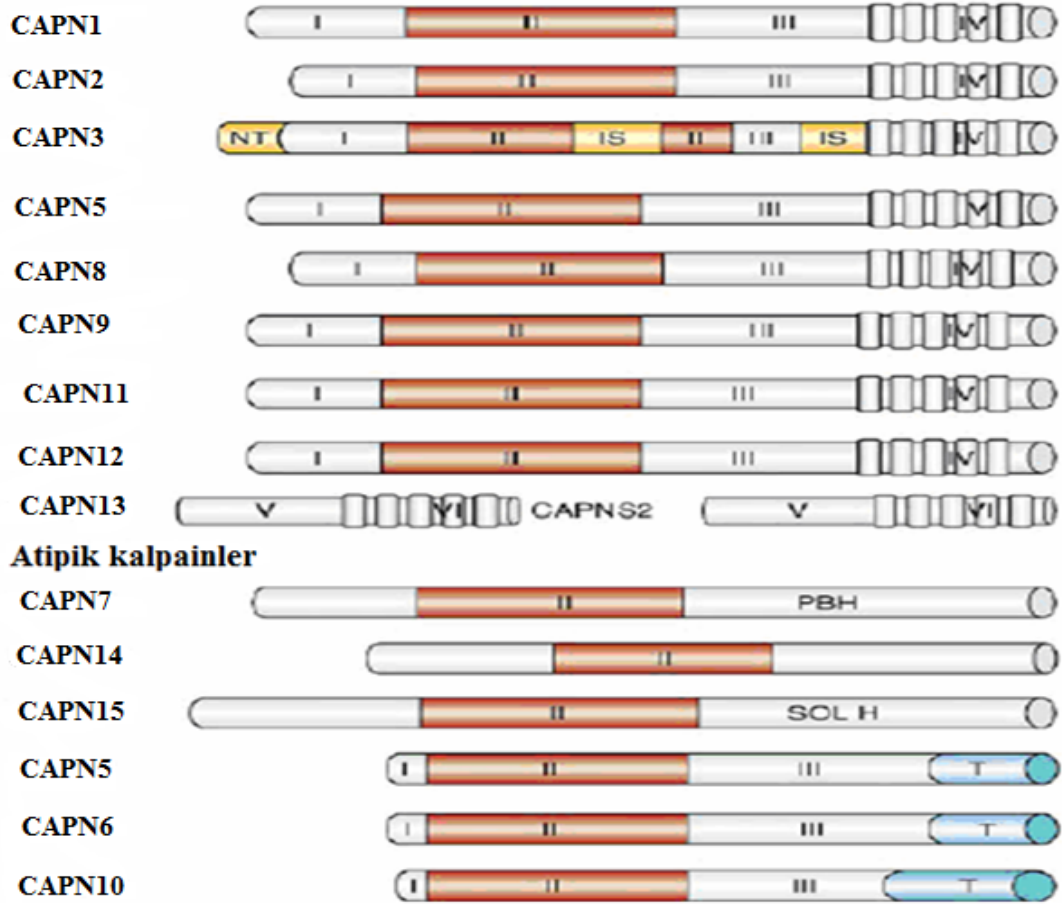 CAPN1 I II III IV
CAPN2 I II III IV
CAPN3 NT I II IS II III IS IV
CAPN5 I II III V
CAPN8 I II III IV
CAPN9 I II III IV
CAPN11 I II III IV
CAPN12 I II III IV
CAPN13 V VI CAPNS2 V VI
Atipik kalpainler
CAPN7 II PBH
CAPN14 II
CAPN15 II SOL H
CAPN5 I II III T
CAPN6 I II III T
CAPN10 I II III T